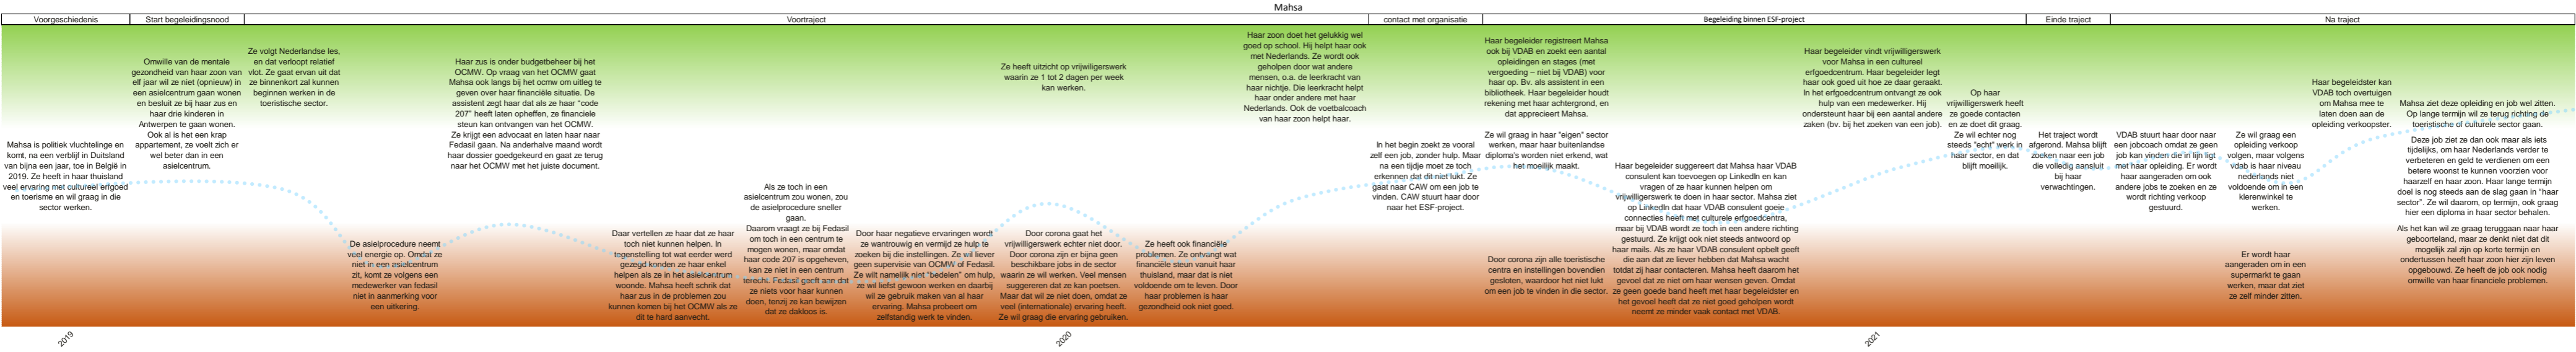 Mahsa
Voorgeschiedenis
Start begeleidingsnood
Voortraject
contact met organisatie
Begeleiding binnen ESF-project
Einde traject
Na traject
Mahsa is politiek vluchtelinge en
komt, na een verblijf in Duitsland
van bijna een jaar, toe in België in
2019. Ze heeft in haar thuisland
veel ervaring met cultureel erfgoed
en toerisme en wil graag in die
sector werken.
Omwille van de mentale
gezondheid van haar zoon van
elf jaar wil ze niet (opnieuw) in
een asielcentrum gaan wonen
en besluit ze bij haar zus en
haar drie kinderen in
Antwerpen te gaan wonen.
Ook al is het een krap
appartement, ze voelt zich er
wel beter dan in een
asielcentrum.
Ze volgt Nederlandse les,
en dat verloopt relatief
vlot. Ze gaat ervan uit dat
ze binnenkort zal kunnen
beginnen werken in de
toeristische sector.
De asielprocedure neemt
veel energie op. Omdat ze
niet in een asielcentrum
zit, komt ze volgens een
medewerker van fedasil
niet in aanmerking voor
een uitkering.
Haar zus is onder budgetbeheer bij het
OCMW. Op vraag van het OCMW gaat
Mahsa ook langs bij het ocmw om uitleg te
geven over haar financiële situatie. De
assistent zegt haar dat als ze haar "code
207" heeft laten opheffen, ze financiele
steun kan ontvangen van het OCMW.
Ze krijgt een advocaat en laten haar naar
Fedasil gaan. Na anderhalve maand wordt
haar dossier goedgekeurd en gaat ze terug
naar het OCMW met het juiste document.
Daar vertellen ze haar dat ze haar
toch niet kunnen helpen. In
tegenstelling tot wat eerder werd
gezegd konden ze haar enkel
helpen als ze in het asielcentrum
woonde. Mahsa heeft schrik dat
haar zus in de problemen zou
kunnen komen bij het OCMW als ze
dit te hard aanvecht.
Als ze toch in een
asielcentrum zou wonen, zou
de asielprocedure sneller
gaan.
Daarom vraagt ze bij Fedasil
om toch in een centrum te
mogen wonen, maar omdat
haar code 207 is opgeheven,
kan ze niet in een centrum
terecht. Fedasil geeft aan dat
ze niets voor haar kunnen
doen, tenzij ze kan bewijzen
dat ze dakloos is.
Door haar negatieve ervaringen wordt
ze wantrouwig en vermijd ze hulp te
zoeken bij die instellingen. Ze wil liever
geen supervisie van OCMW of Fedasil.
Ze wilt namelijk niet "bedelen" om hulp,
ze wil liefst gewoon werken en daarbij
wil ze gebruik maken van al haar
ervaring. Mahsa probeert om
zelfstandig werk te vinden.
Ze heeft uitzicht op vrijwilligerswerk
waarin ze 1 tot 2 dagen per week
kan werken.
Door corona gaat het
vrijwilligerswerk echter niet door.
Door corona zijn er bijna geen
beschikbare jobs in de sector
waarin ze wil werken. Veel mensen
suggereren dat ze kan poetsen.
Maar dat wil ze niet doen, omdat ze
veel (internationale) ervaring heeft.
Ze wil graag die ervaring gebruiken.
Ze heeft ook financiële
problemen. Ze ontvangt wat
financiële steun vanuit haar
thuisland, maar dat is niet
voldoende om te leven. Door
haar problemen is haar
gezondheid ook niet goed.
Haar zoon doet het gelukkig wel
goed op school. Hij helpt haar ook
met Nederlands. Ze wordt ook
geholpen door wat andere
mensen, o.a. de leerkracht van
haar nichtje. Die leerkracht helpt
haar onder andere met haar
Nederlands. Ook de voetbalcoach
van haar zoon helpt haar.
In het begin zoekt ze vooral
zelf een job, zonder hulp. Maar
na een tijdje moet ze toch
erkennen dat dit niet lukt. Ze
gaat naar CAW om een job te
vinden. CAW stuurt haar door
naar het ESF-project.
Haar begeleider registreert Mahsa
ook bij VDAB en zoekt een aantal
opleidingen en stages (met
vergoeding – niet bij VDAB) voor
haar op. Bv. als assistent in een
bibliotheek. Haar begeleider houdt
rekening met haar achtergrond, en
dat apprecieert Mahsa.
Ze wil graag in haar "eigen" sector
werken, maar haar buitenlandse
diploma's worden niet erkend, wat
het moeilijk maakt.
Door corona zijn alle toeristische
centra en instellingen bovendien
gesloten, waardoor het niet lukt
om een job te vinden in die sector.
Haar begeleider suggereert dat Mahsa haar VDAB
consulent kan toevoegen op LinkedIn en kan
vragen of ze haar kunnen helpen om
vrijwilligerswerk te doen in haar sector. Mahsa ziet
op LinkedIn dat haar VDAB consulent goeie
connecties heeft met culturele erfgoedcentra,
maar bij VDAB wordt ze toch in een andere richting
gestuurd. Ze krijgt ook niet steeds antwoord op
haar mails. Als ze haar VDAB consulent opbelt geeft
die aan dat ze liever hebben dat Mahsa wacht
totdat zij haar contacteren. Mahsa heeft daarom het
gevoel dat ze niet om haar wensen geven. Omdat
ze geen goede band heeft met haar begeleidster en
het gevoel heeft dat ze niet goed geholpen wordt
neemt ze minder vaak contact met VDAB.
Haar begeleider vindt vrijwilligerswerk
voor Mahsa in een cultureel
erfgoedcentrum. Haar begeleider legt
haar ook goed uit hoe ze daar geraakt.
In het erfgoedcentrum ontvangt ze ook
hulp van een medewerker. Hij
ondersteunt haar bij een aantal andere
zaken (bv. bij het zoeken van een job).
Op haar
vrijwilligerswerk heeft
ze goede contacten
en ze doet dit graag.
Ze wil echter nog
steeds "echt" werk in
haar sector, en dat
blijft moeilijk.
Het traject wordt
afgerond. Mahsa blijft
zoeken naar een job
die volledig aansluit
bij haar
verwachtingen.
VDAB stuurt haar door naar
een jobcoach omdat ze geen
job kan vinden die in lijn ligt
met haar opleiding. Er wordt
haar aangeraden om ook
andere jobs te zoeken en ze
wordt richting verkoop
gestuurd.
Ze wil graag een
opleiding verkoop
volgen, maar volgens
vdab is haar niveau
nederlands niet
voldoende om in een
klerenwinkel te
werken.
Er wordt haar
aangeraden om in een
supermarkt te gaan
werken, maar dat ziet
ze zelf minder zitten.
Haar begeleidster kan
VDAB toch overtuigen
om Mahsa mee te
laten doen aan de
opleiding verkoopster.
Mahsa ziet deze opleiding en job wel zitten.
Op lange termijn wil ze terug richting de
toeristische of culturele sector gaan.
Deze job ziet ze dan ook maar als iets
tijdelijks, om haar Nederlands verder te
verbeteren en geld te verdienen om een
betere woonst te kunnen voorzien voor
haarzelf en haar zoon. Haar lange termijn
doel is nog steeds aan de slag gaan in "haar
sector". Ze wil daarom, op termijn, ook graag
hier een diploma in haar sector behalen.
Als het kan wil ze graag teruggaan naar haar
geboorteland, maar ze denkt niet dat dit
mogelijk zal zijn op korte termijn en
ondertussen heeft haar zoon hier zijn leven
opgebouwd. Ze heeft de job ook nodig
omwille van haar financiele problemen.
2019
2020
2021